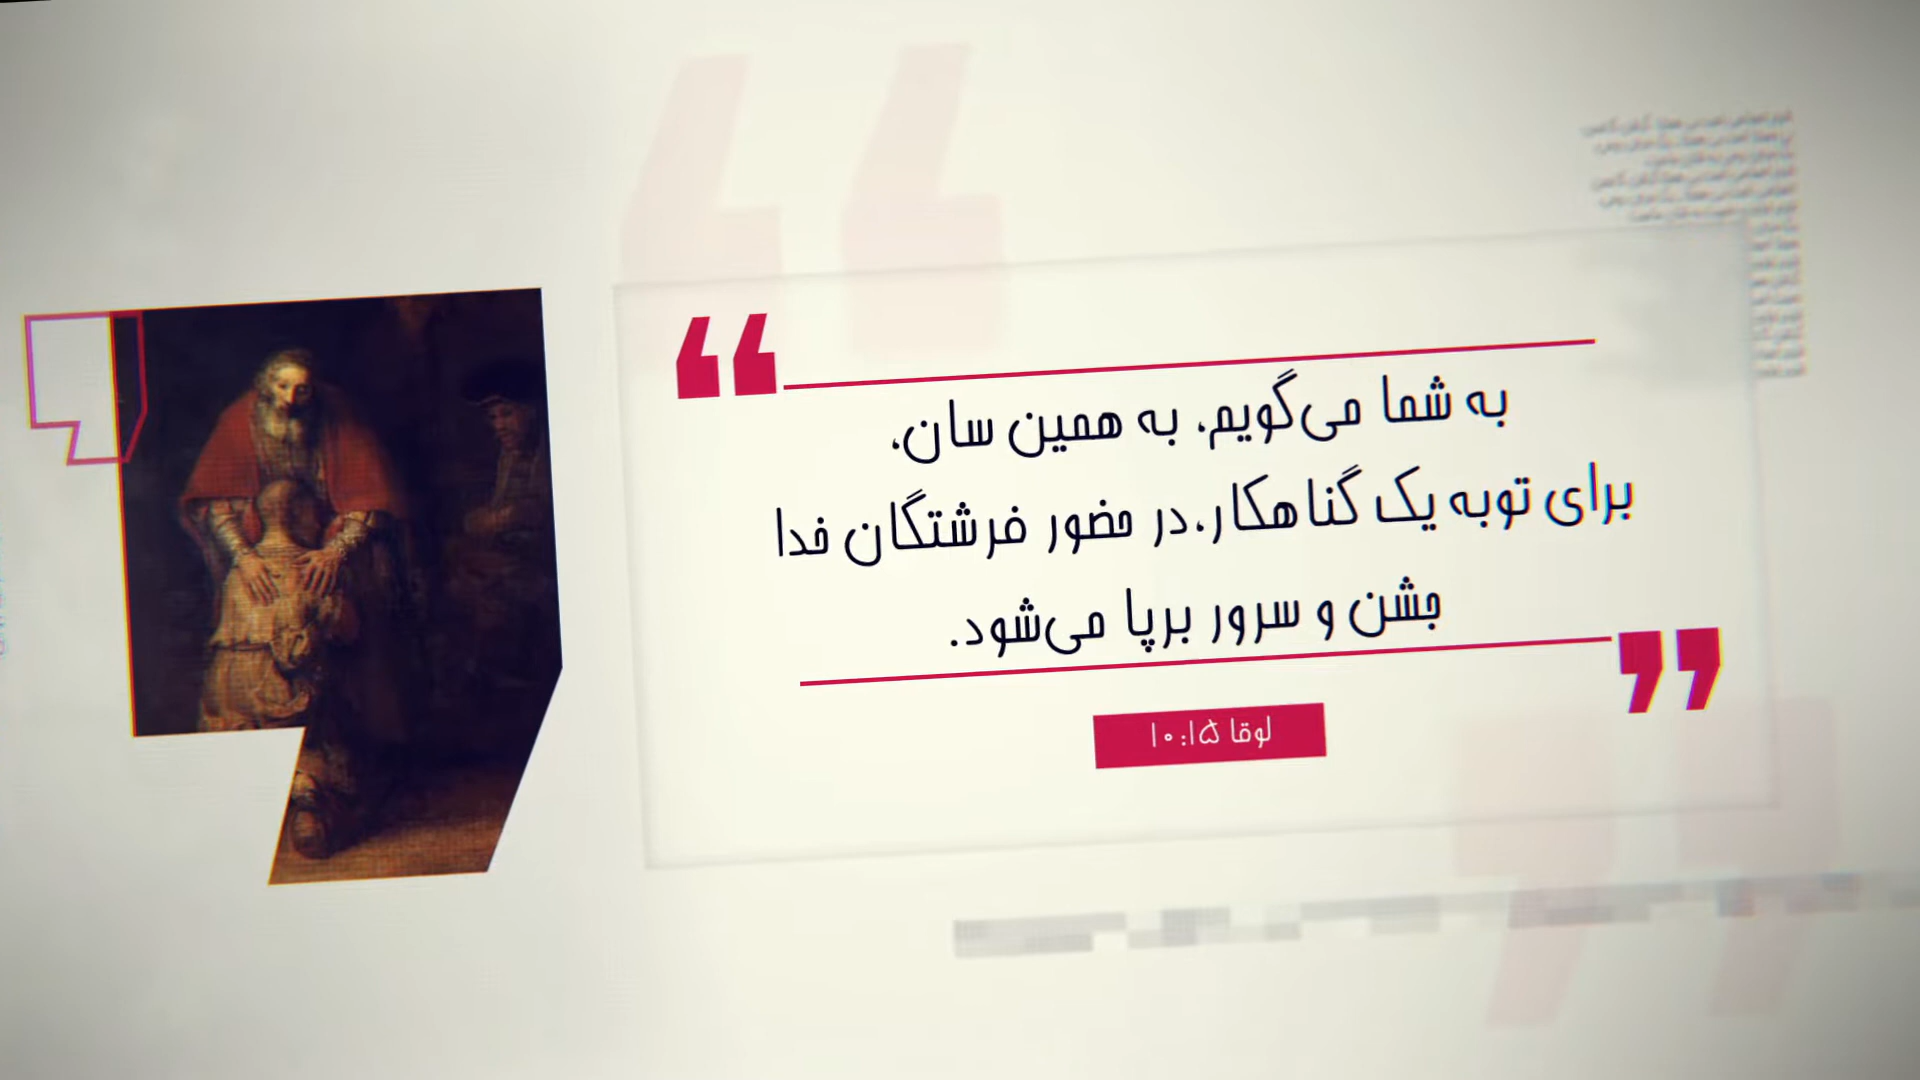 به شما می‌گویم، به همین سان،
برای توبه یک گناهکار،در حضور فرشتگان خدا
جشن و سرور برپا می‌شود.
لوقا ۱۰:۱۵